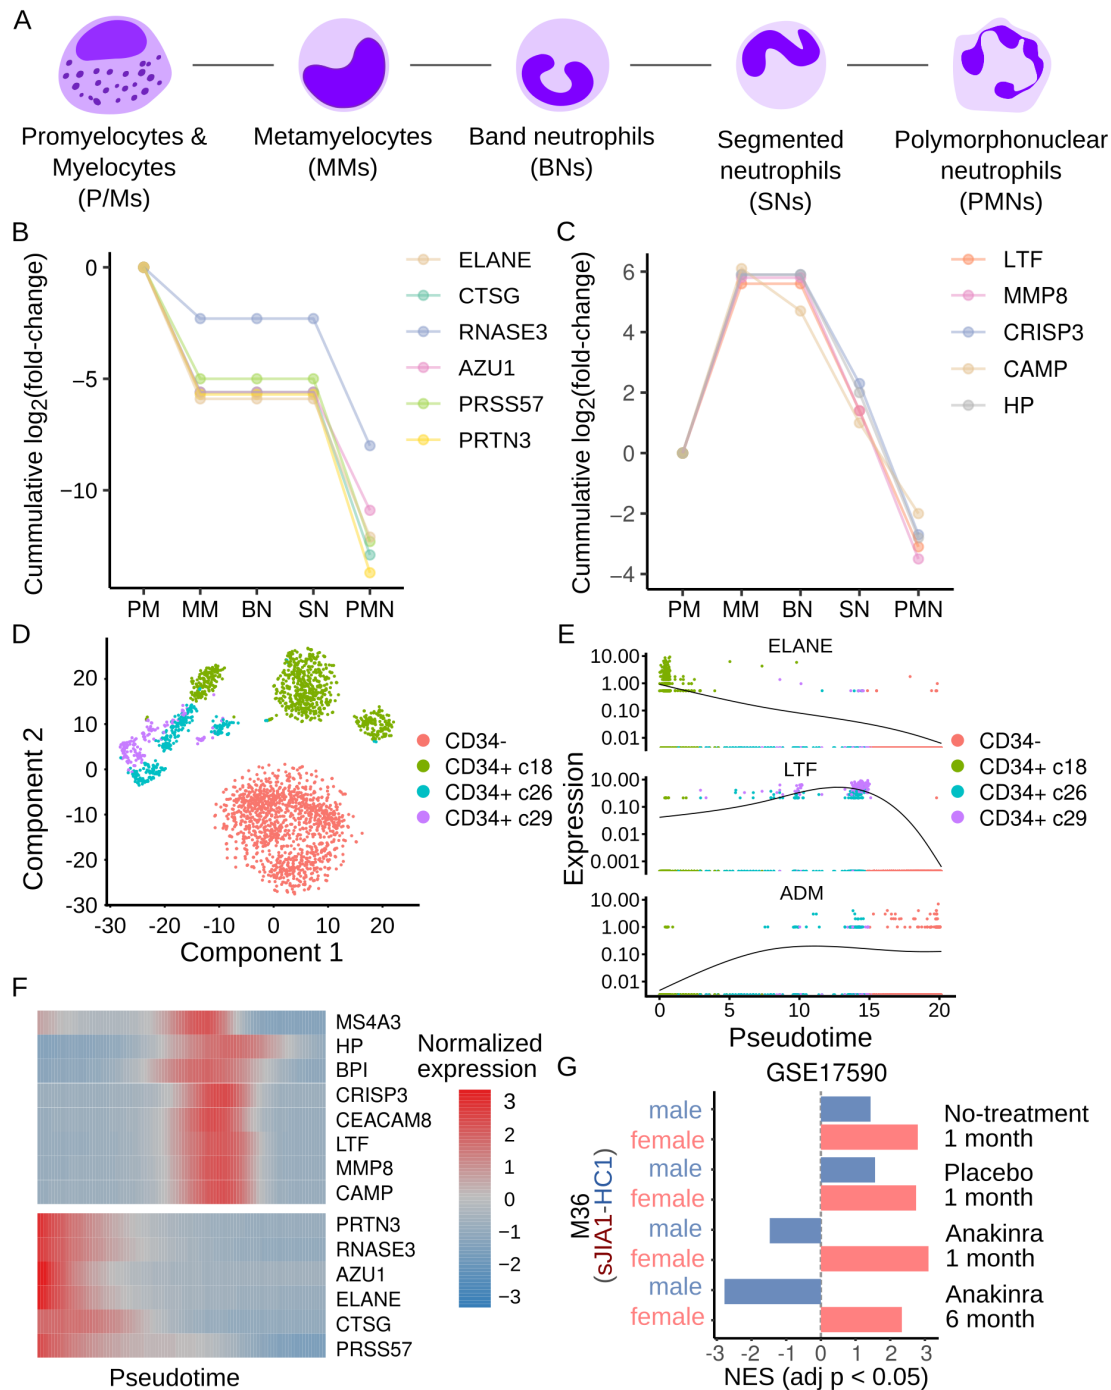 A
Promyelocytes &
Myelocytes
(P/Ms)
Metamyelocytes
(MMs)
Band neutrophils
(BNs)
Segmented
neutrophils
(SNs)
Polymorphonuclear
neutrophils
(PMNs)
B
Cummulative log2(fold-change)
0
−5
−10
PM MM BN SN PMN
ELANE
CTSG
RNASE3
AZU1
PRSS57
PRTN3
C
Cummulative log2(fold-change)
6
4
2
0
−2
−4
PM MM BN SN PMN
LTF
MMP8
CRISP3
CAMP
HP
D
Component 2
20
10
0
-10
-20
-30
-30 -20 -10 0 10 20
Component 1
CD34-
CD34+ c18
CD34+ c26
CD34+ c29
E
Expression
ELANE
10.00
1.00
0.10
0.01
LTF
10.00
0.10
0.01
0.001
ADM
10.00
1.00
0.10
0.01
0 5 10 15 20
Pseudotime
CD34-
CD34+ c18
CD34+ c26
CD34+ c29
F
MS4A3
HP
BPI
CRISP3
CEACAM8
LTF
MMP8
CAMP
PRTN3
RNASE3
AZU1
ELANE
CTSG
PRSS57
Pseudotime
Normalized
expression
3
2
1
0
−1
−2
−3
G
GSE17590
M36
(sJIA1-HC1)
male
female
male
female
male
female
male
female
No-treatment
1 month
Placebo
1 month
Anakinra
1 month
Anakinra
6 month
-3 -2 -1 0 1 2 3
NES (adj p < 0.05)